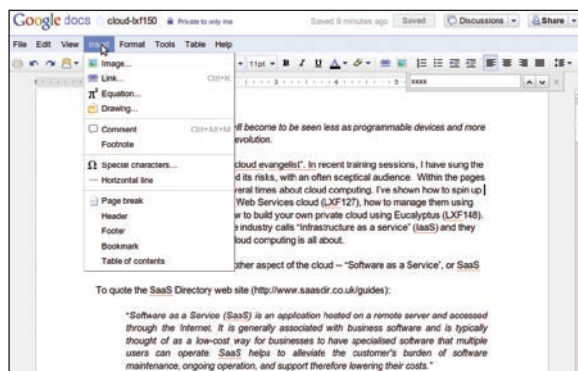 Google docs cloud-lxf150 Private to only me Saved 9 minutes ago Saved Discussions Share
File Edit View Insert Format Tools Table Help
11pt B I U A xxxx
Image...
Link... Ctrl+K
π² Equation...
Drawing...
Comment Ctrl+Alt+M
Footnote
Ω Special characters...
Horizontal line
Page break
Header
Footer
Bookmark
Table of contents
ll become to be seen less as programmable devices and more
evolution.
cloud evangelist". In recent training sessions, I have sung the
d its risks, with an often sceptical audience. Within the pages
veral times about cloud computing. I've shown how to spin up
Web Services cloud (LXF127), how to manage them using
w to build your own private cloud using Eucalyptus (LXF148).
e industry calls "Infrastructure as a service" (IaaS) and they
loud computing is all about.
other aspect of the cloud -- "Software as a Service', or SaaS
To quote the SaaS Directory web site (http://www.saasdir.co.uk/guides):
"Software as a Service (SaaS) is an application hosted on a remote server and accessed
through the Internet. It is generally associated with business software and is typically
thought of as a low-cost way for businesses to have specialised software that multiple
users can operate. SaaS helps to alleviate the customer's burden of software
maintenance, ongoing operation, and support therefore lowering their costs."